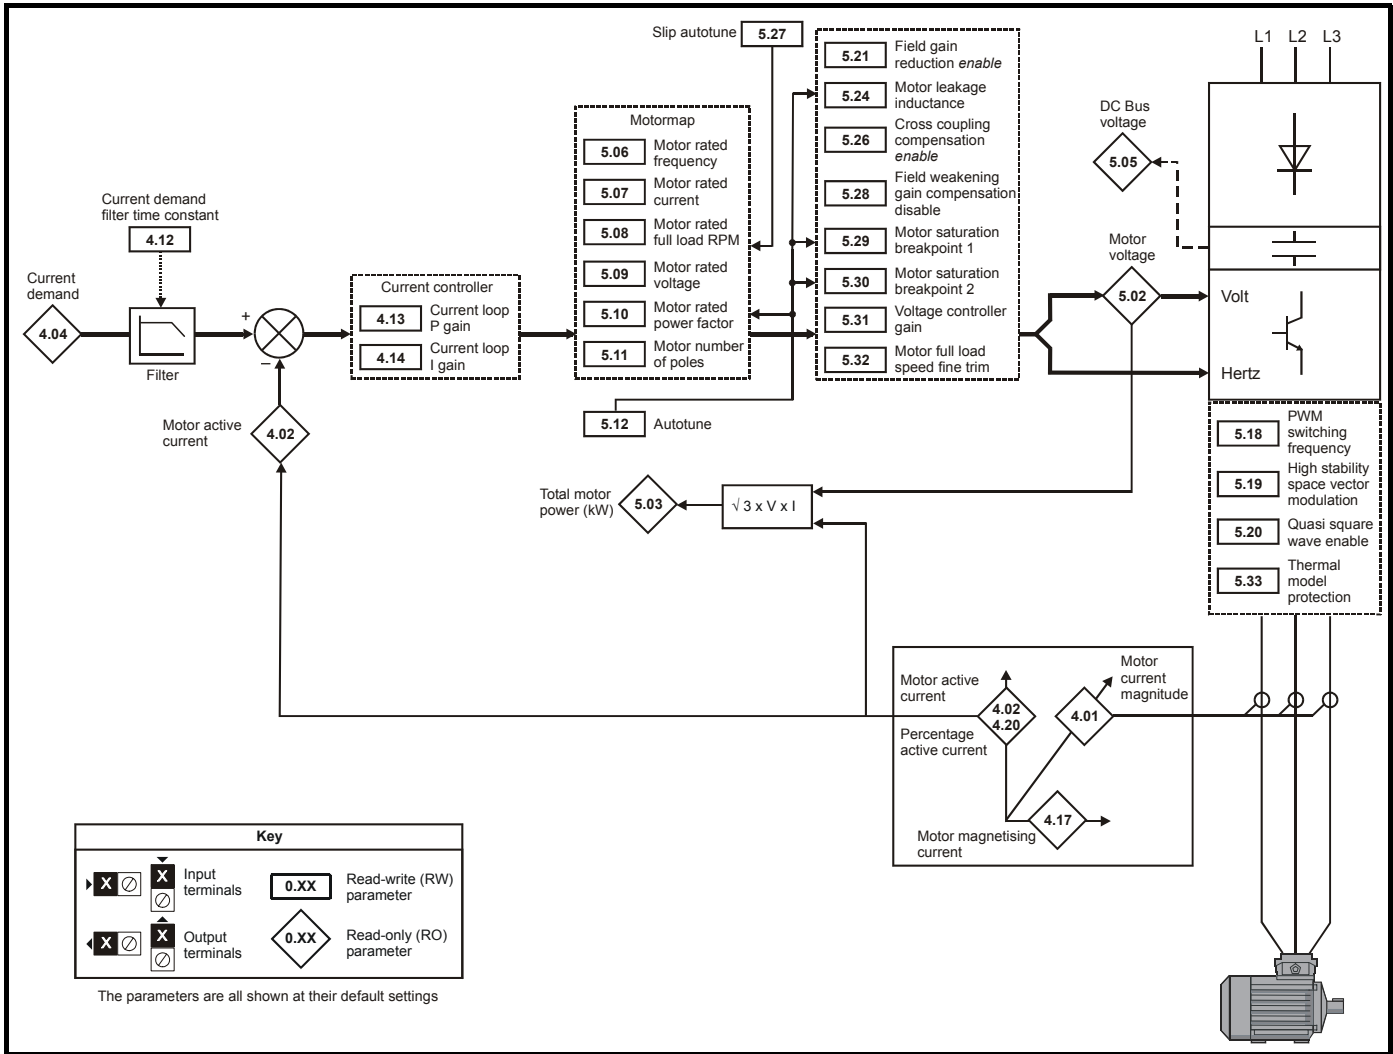 Slip autotune
5.27
5.21
Field gain
reduction enable
5.24
Motor leakage
inductance
5.26
Cross coupling
compensation
enable
5.28
Field weakening
gain compensation
disable
5.29
Motor saturation
breakpoint 1
5.30
Motor saturation
breakpoint 2
5.31
Voltage controller
gain
5.32
Motor full load
speed fine trim
L1 L2 L3
DC Bus
voltage
5.05
Motor
voltage
5.02
Volt
Hertz
Motormap
5.06
Motor rated
frequency
5.07
Motor rated
current
5.08
Motor rated
full load RPM
5.09
Motor rated
voltage
5.10
Motor rated
power factor
5.11
Motor number
of poles
5.12
Autotune
Current demand
filter time constant
4.12
Current
demand
4.04
Filter
+
−
Current controller
4.13
Current loop
P gain
4.14
Current loop
I gain
Motor active
current
4.02
Total motor
power (kW)
5.03
√ 3 x V x I
5.18
PWM
switching
frequency
5.19
High stability
space vector
modulation
5.20
Quasi square
wave enable
5.33
Thermal
model
protection
Motor active
current
4.02
4.20
Percentage
active current
Motor
current
magnitude
4.01
4.17
Motor magnetising
current
Key
X
X
Input
terminals
0.XX
Read-write (RW)
parameter
X
X
Output
terminals
0.XX
Read-only (RO)
parameter
The parameters are all shown at their default settings